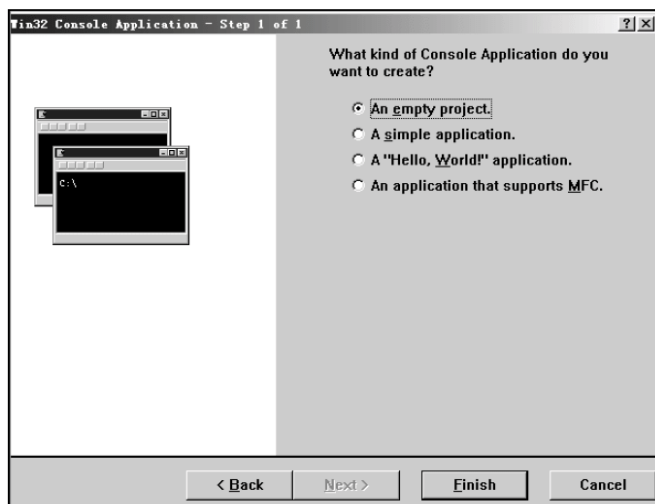 Win32 Console Application - Step 1 of 1
What kind of Console Application do you
want to create?
An empty project.
A simple application.
A "Hello, World!" application.
An application that supports MFC.
C:\
< Back
Next >
Finish
Cancel